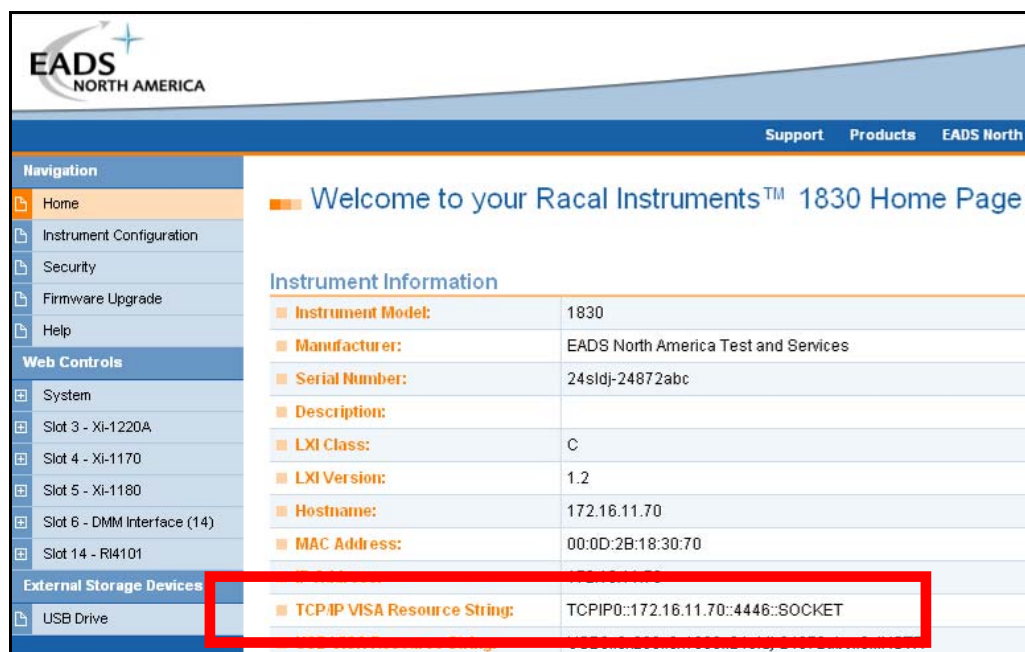 EADS
NORTH AMERICA
Support Products EADS North
Navigation
Home
Instrument Configuration
Security
Firmware Upgrade
Help
Web Controls
System
Slot 3 - Xi-1220A
Slot 4 - Xi-1170
Slot 5 - Xi-1180
Slot 6 - DMM Interface (14)
Slot 14 - RI4101
External Storage Devices
USB Drive
Welcome to your Racal Instruments™ 1830 Home Page
Instrument Information
Instrument Model: 1830
Manufacturer: EADS North America Test and Services
Serial Number: 24sldj-24872abc
Description:
LXI Class: C
LXI Version: 1.2
Hostname: 172.16.11.70
MAC Address: 00:0D:2B:18:30:70
TCP/IP VISA Resource String: TCPIP0::172.16.11.70::4446::SOCKET